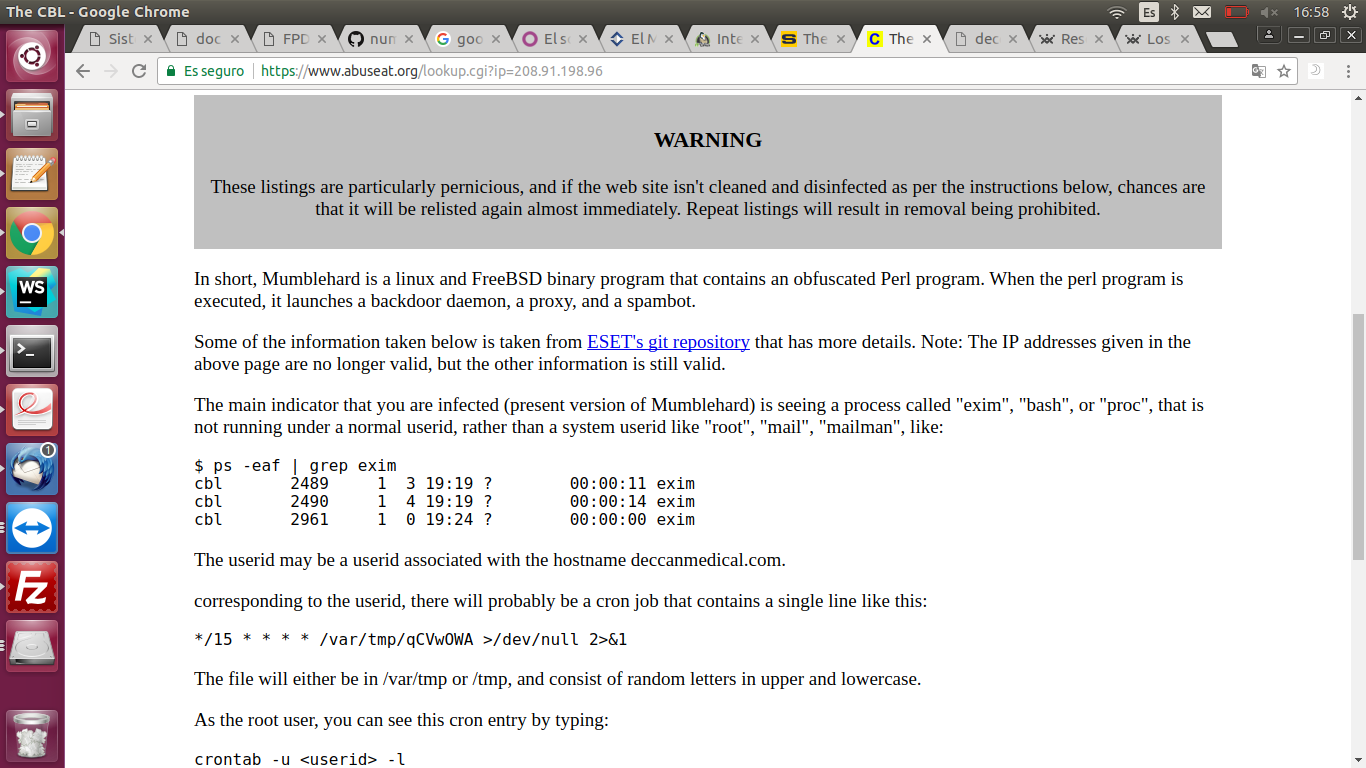 The CBL - Google Chrome
Es
16:58
Sist
doc
FPD
num
goo
El se
El M
Inte
The
The
dec
Res
Los
Es seguro
https://www.abuseat.org/lookup.cgi?ip=208.91.198.96
WARNING
These listings are particularly pernicious, and if the web site isn't cleaned and disinfected as per the instructions below, chances are
that it will be relisted again almost immediately. Repeat listings will result in removal being prohibited.
In short, Mumblehard is a linux and FreeBSD binary program that contains an obfuscated Perl program. When the perl program is
executed, it launches a backdoor daemon, a proxy, and a spambot.
Some of the information taken below is taken from ESET's git repository that has more details. Note: The IP addresses given in the
above page are no longer valid, but the other information is still valid.
The main indicator that you are infected (present version of Mumblehard) is seeing a process called "exim", "bash", or "proc", that is
not running under a normal userid, rather than a system userid like "root", "mail", "mailman", like:
$ ps -eaf | grep exim
cbl 2489 1 3 19:19 ? 00:00:11 exim
cbl 2490 1 4 19:19 ? 00:00:14 exim
cbl 2961 1 0 19:24 ? 00:00:00 exim
The userid may be a userid associated with the hostname deccanmedical.com.
corresponding to the userid, there will probably be a cron job that contains a single line like this:
*/15 * * * * /var/tmp/qCVwOWA >/dev/null 2>&1
The file will either be in /var/tmp or /tmp, and consist of random letters in upper and lowercase.
As the root user, you can see this cron entry by typing:
crontab -u <userid> -l
WS
>_
1
Fz